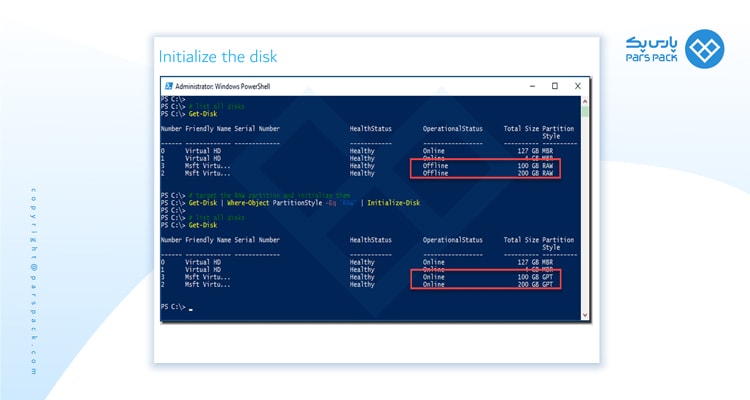 Initialize the disk
پارس پک
PARS PACK
Administrator: Windows PowerShell
PS C:\>
PS C:\> # list all disks
PS C:\> Get-Disk
Number Friendly Name Serial Number HealthStatus OperationalStatus Total Size Partition
Style
------ ------------- ------------- ------------ ----------------- ---------- ----------
0 Virtual HD Healthy Online 127 GB MBR
1 Virtual HD Healthy Online 4 GB MBR
3 Msft Virtu... Healthy Offline 100 GB RAW
2 Msft Virtu... Healthy Offline 200 GB RAW
PS C:\> # target the RAW partition and initialize them
PS C:\> Get-Disk | Where-Object PartitionStyle -Eq "RAW" | Initialize-Disk
PS C:\>
PS C:\> # list all disks
PS C:\> Get-Disk
Number Friendly Name Serial Number HealthStatus OperationalStatus Total Size Partition
Style
------ ------------- ------------- ------------ ----------------- ---------- ----------
0 Virtual HD Healthy Online 127 GB MBR
1 Virtual HD Healthy Online 4 GB MBR
3 Msft Virtu... Healthy Online 100 GB GPT
2 Msft Virtu... Healthy Online 200 GB GPT
PS C:\> _
copyright@parspack.com